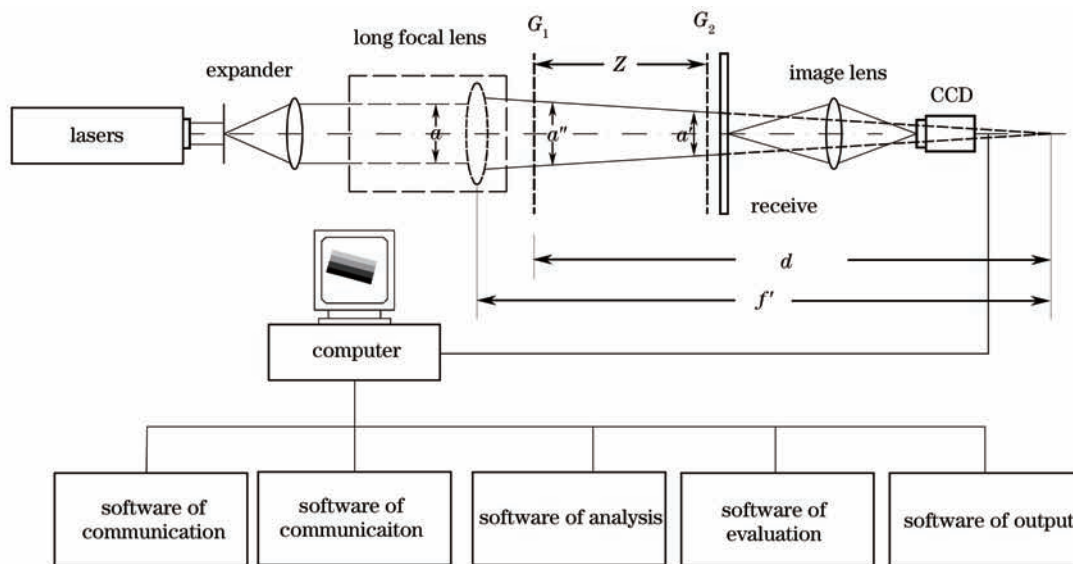 long focal lens
G₁
G₂
expander
Z
image lens
CCD
lasers
a
a″
a′
receive
d
f′
computer
software of
communication
software of
communicaiton
software of analysis
software of
evaluation
software of output